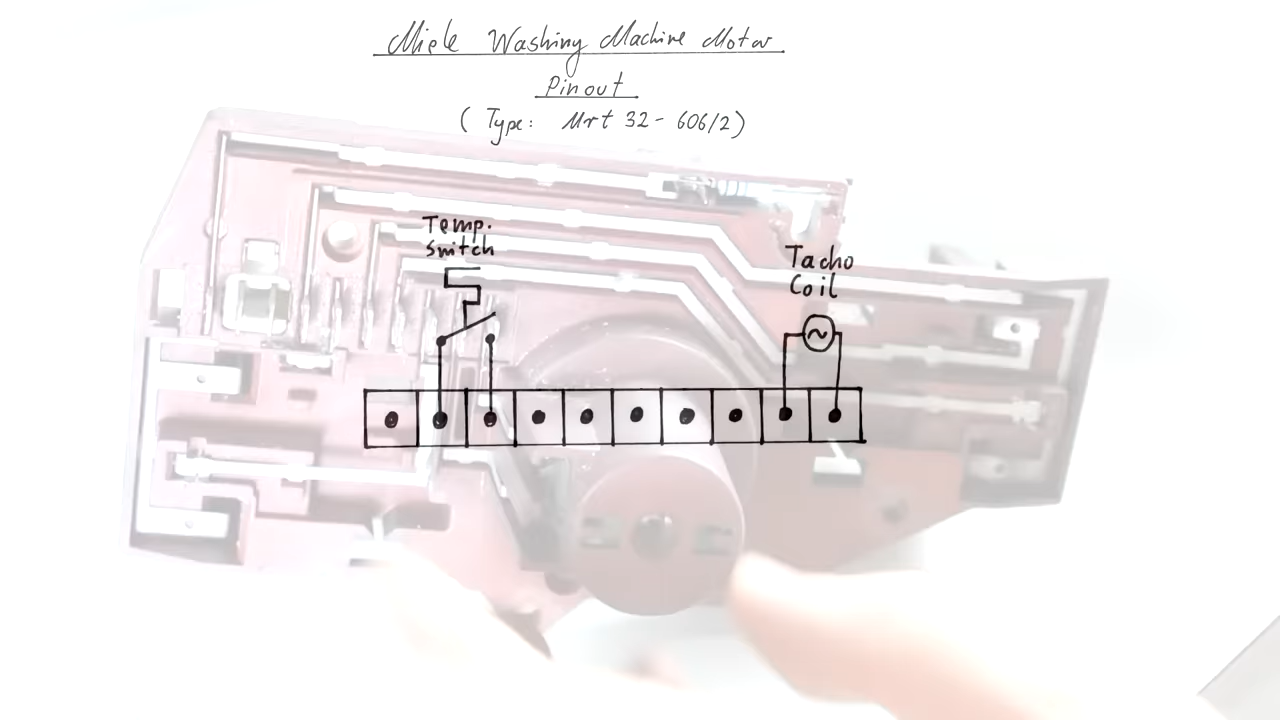 Miele Washing Machine Motor
Pinout
( Type: Mrt 32-606/2)
Temp.
Switch
Tacho
Coil